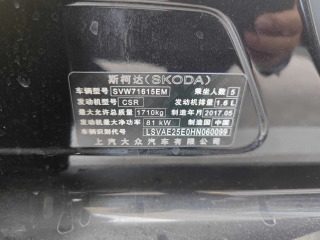 斯柯达(SKODA)
车辆型号 SVW71615EM 乘坐人数 5
发动机型号 CSR 发动机排量 1.6 L
最大允许总质量 1710kg 制造年月 2017.05
发动机最大净功率 81 kW 制造国 中国
车辆识别代号 LSVAE25E0HN060099
上汽大众汽车有限公司